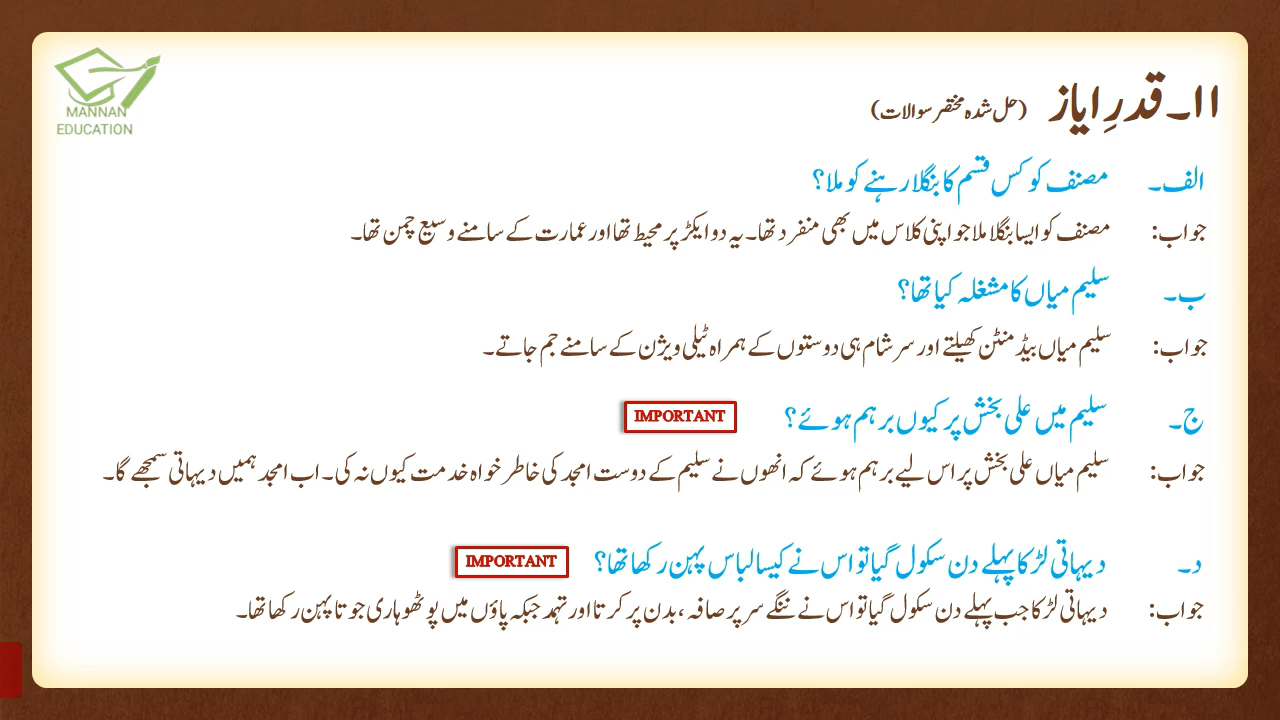 MANNAN
EDUCATION
۱۱۔ قدرِ ایاز (حل شدہ مختصر سوالات)
الف۔ مصنف کو کس قسم کا بنگلا رہنے کو ملا؟
جواب: مصنف کو ایسا بنگلا ملا جو اپنی کلاس میں بھی منفرد تھا۔ یہ دو ایکڑ پر محیط تھا اور عمارت کے سامنے وسیع چمن تھا۔
ب۔ سلیم میاں کا مشغلہ کیا تھا؟
جواب: سلیم میاں بیڈ منٹن کھیلتے اور سر شام ہی دوستوں کے ہمراہ ٹیلی ویژن کے سامنے جم جاتے۔
ج۔ سلیم میں علی بخش پر کیوں برہم ہوئے؟ IMPORTANT
جواب: سلیم میاں علی بخش پر اس لیے برہم ہوئے کہ انھوں نے سلیم کے دوست امجد کی خاطر خواہ خدمت کیوں نہ کی۔ اب امجد ہمیں دیہاتی سمجھے گا۔
د۔ دیہاتی لڑکا پہلے دن سکول گیا تو اس نے کیسا لباس پہن رکھا تھا؟ IMPORTANT
جواب: دیہاتی لڑکا جب پہلے دن سکول گیا تو اس نے ننگے سر پر صافہ، بدن پر کرتا اور تہمد جبکہ پاؤں میں پوٹھوہاری جوتا پہن رکھا تھا۔